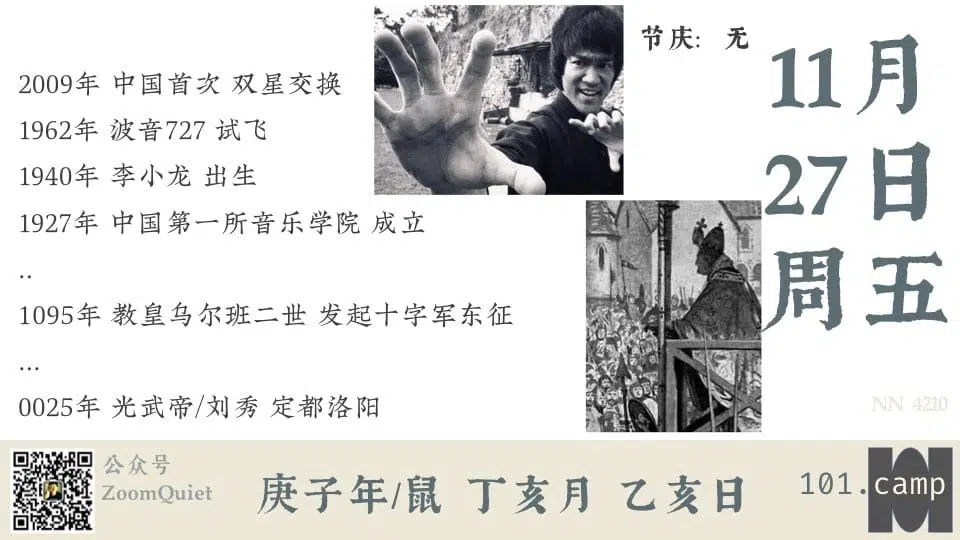 节庆: 无
11月
27日
周五
2009年 中国首次 双星交换
1962年 波音727 试飞
1940年 李小龙 出生
1927年 中国第一所音乐学院 成立
..
1095年 教皇乌尔班二世 发起十字军东征
...
0025年 光武帝/刘秀 定都洛阳
NN 4210
公众号
ZoomQuiet
庚子年/鼠 丁亥月 乙亥日
101.camp